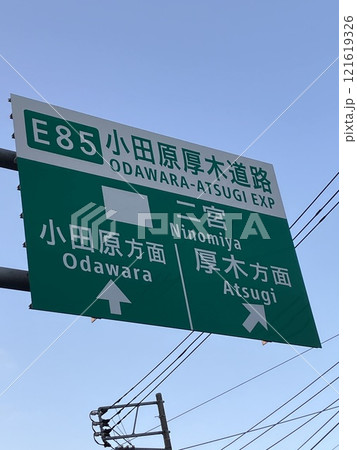 E85 小田原厚木道路
ODAWARA-ATSUGI EXP
二宮
Ninomiya
小田原方面
Odawara
厚木方面
Atsugi
PIXTA
pixta.jp - 121619326